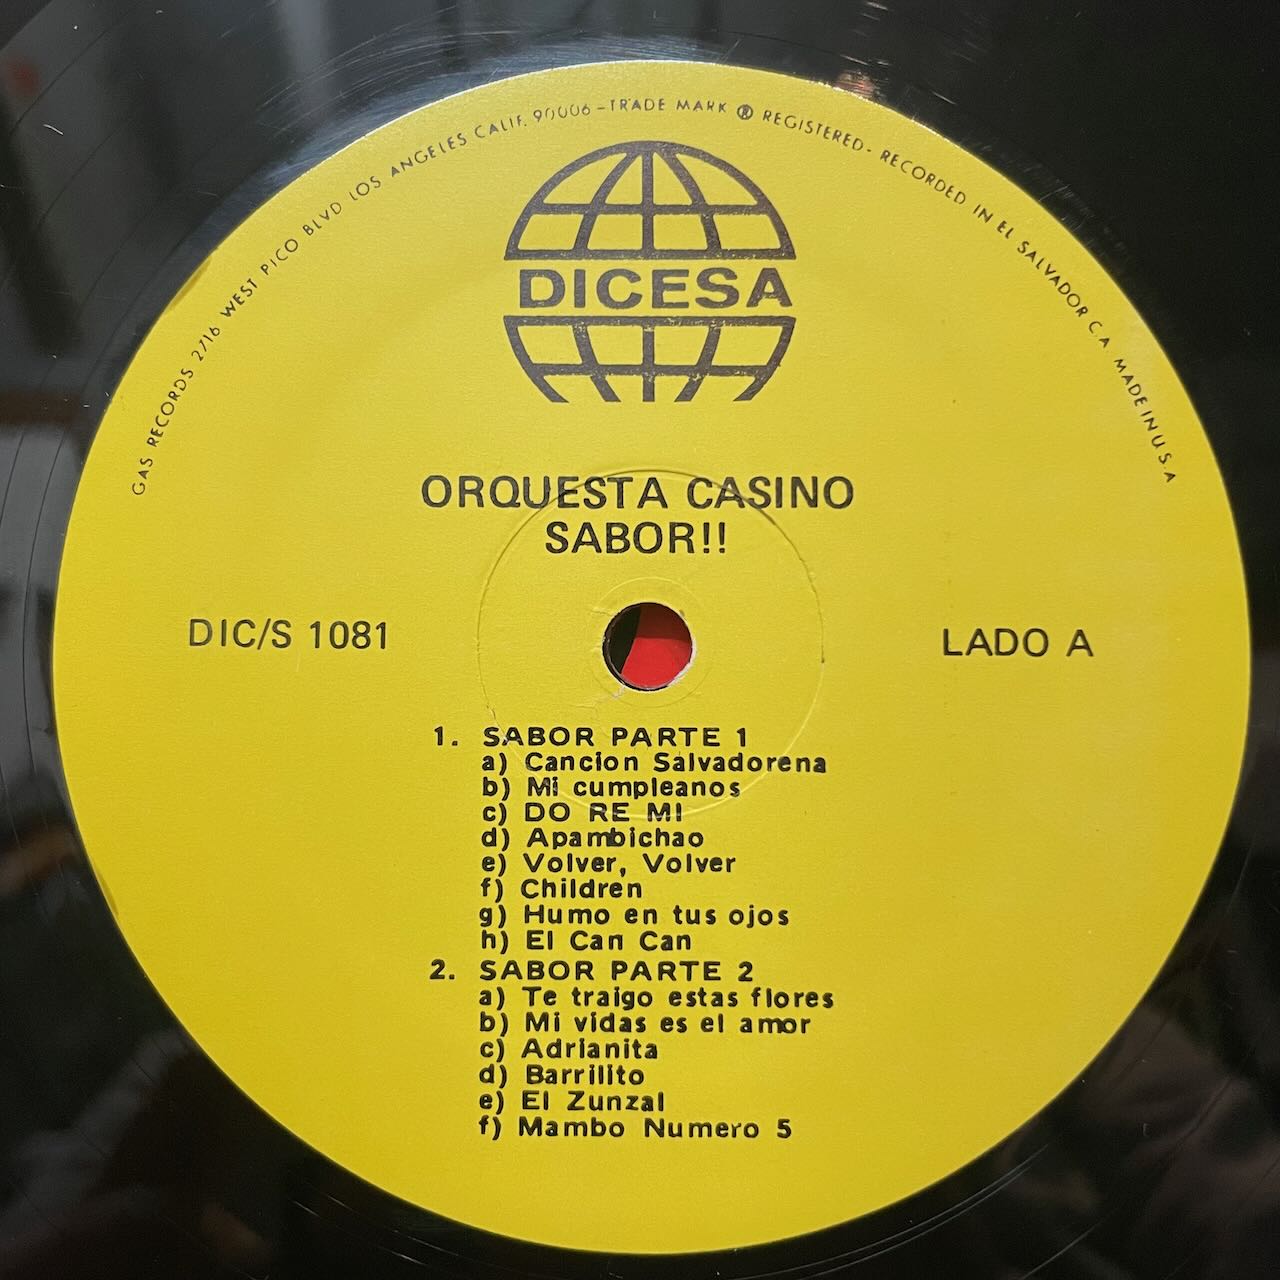 GAS RECORDS 2716 WEST PICO BLVD LOS ANGELES CALIF. 90006 - TRADE MARK ® REGISTERED - RECORDED IN EL SALVADOR C.A. MADE IN U.S.A
DICESA
ORQUESTA CASINO
SABOR!!
DIC/S 1081
LADO A
1. SABOR PARTE 1
a) Cancion Salvadorena
b) Mi cumpleanos
c) DO RE MI
d) Apambichao
e) Volver, Volver
f) Children
g) Humo en tus ojos
h) El Can Can
2. SABOR PARTE 2
a) Te traigo estas flores
b) Mi vidas es el amor
c) Adrianita
d) Barrilito
e) El Zunzal
f) Mambo Numero 5